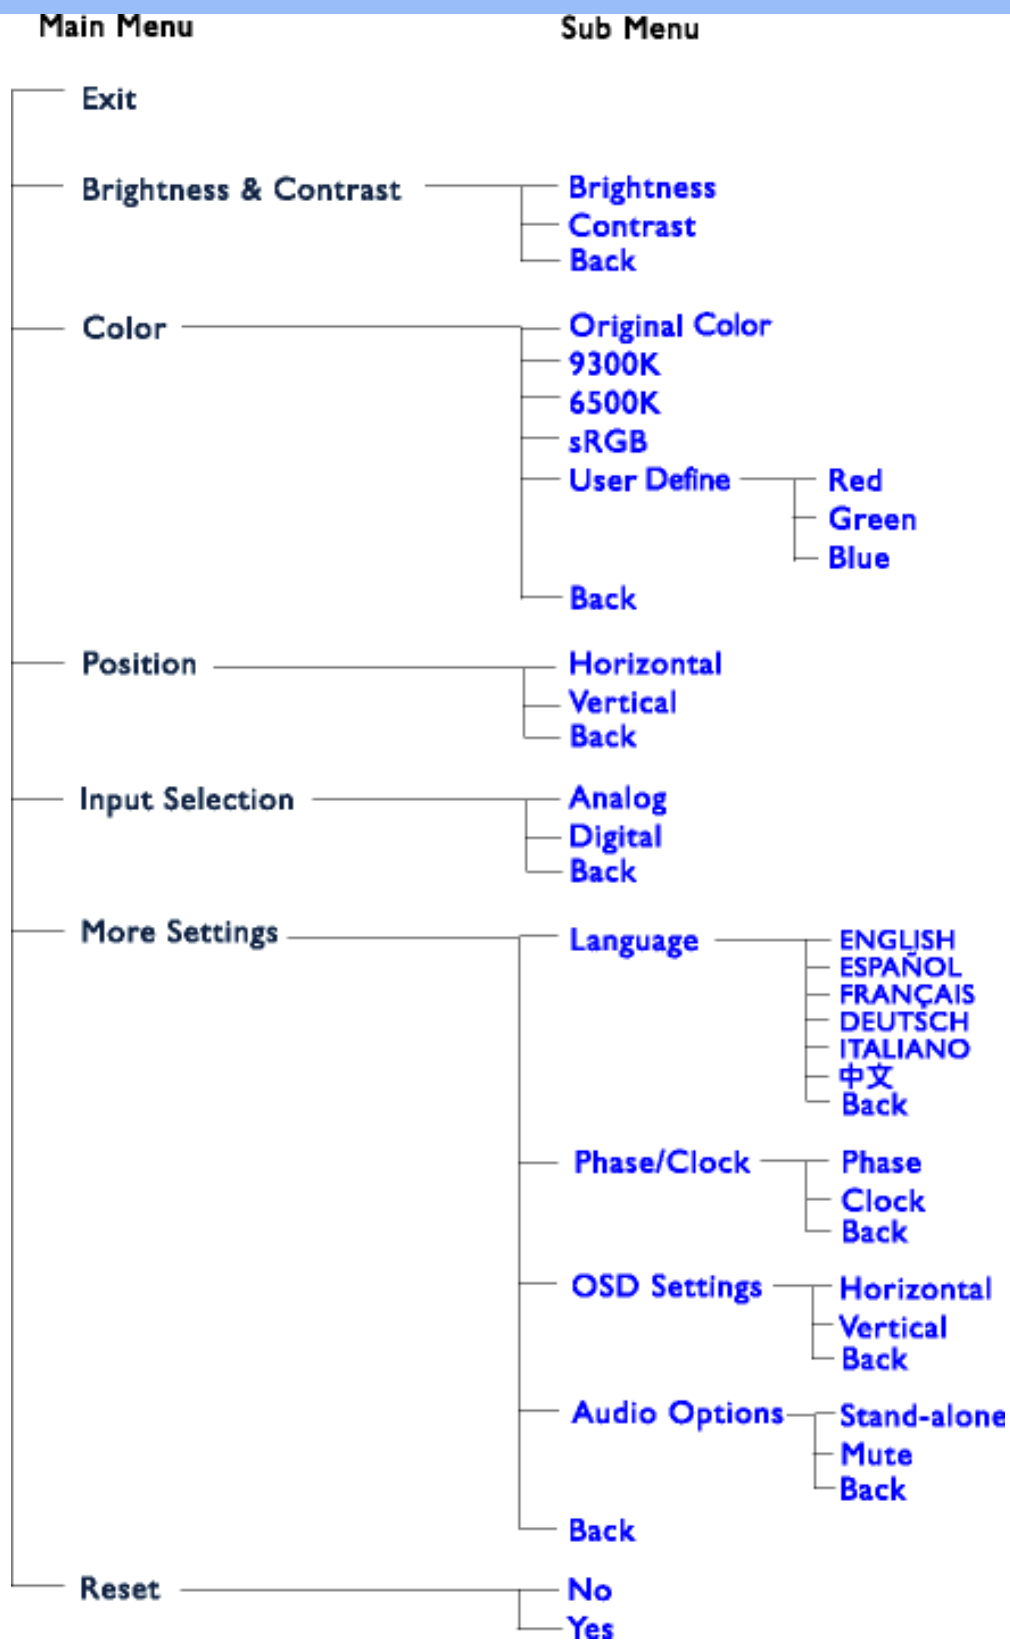 Main Menu Sub Menu
Exit
Brightness & Contrast Brightness
Contrast
Back
Color Original Color
9300K
6500K
sRGB
User Define Red
Green
Blue
Back
Position Horizontal
Vertical
Back
Input Selection Analog
Digital
Back
More Settings Language ENGLISH
ESPAÑOL
FRANÇAIS
DEUTSCH
ITALIANO
中文
Back
Phase/Clock Phase
Clock
Back
OSD Settings Horizontal
Vertical
Back
Audio Options Stand-alone
Mute
Back
Back
Reset No
Yes